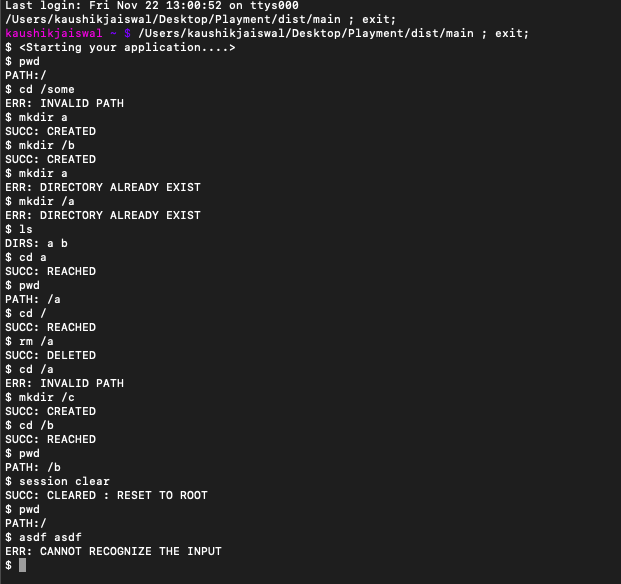 Last login: Fri Nov 22 13:00:52 on ttys000
/Users/kaushikjaiswal/Desktop/Playment/dist/main ; exit;
kaushikjaiswal ~ $ /Users/kaushikjaiswal/Desktop/Playment/dist/main ; exit;
$ <Starting your application....>
$ pwd
PATH:/
$ cd /some
ERR: INVALID PATH
$ mkdir a
SUCC: CREATED
$ mkdir /b
SUCC: CREATED
$ mkdir a
ERR: DIRECTORY ALREADY EXIST
$ mkdir /a
ERR: DIRECTORY ALREADY EXIST
$ ls
DIRS: a b
$ cd a
SUCC: REACHED
$ pwd
PATH: /a
$ cd /
SUCC: REACHED
$ rm /a
SUCC: DELETED
$ cd /a
ERR: INVALID PATH
$ mkdir /c
SUCC: CREATED
$ cd /b
SUCC: REACHED
$ pwd
PATH: /b
$ session clear
SUCC: CLEARED : RESET TO ROOT
$ pwd
PATH:/
$ asdf asdf
ERR: CANNOT RECOGNIZE THE INPUT
$